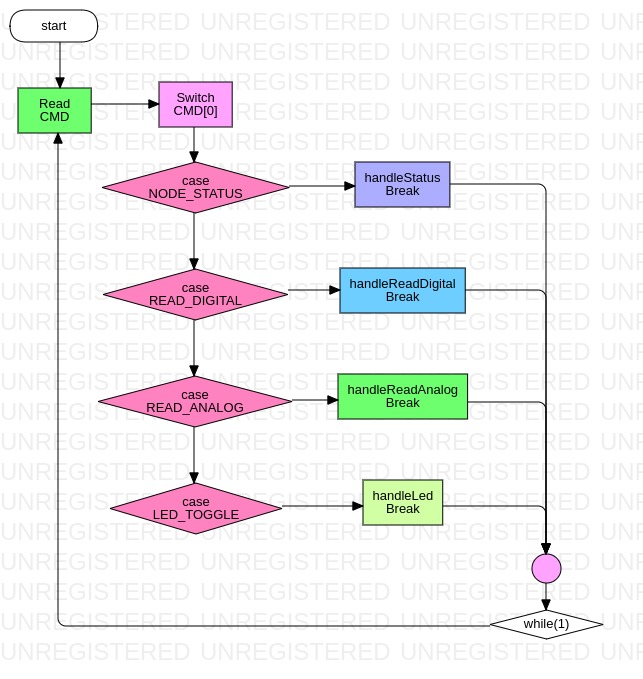 start
Read
CMD
Switch
CMD[0]
case
NODE_STATUS
handleStatus
Break
case
READ_DIGITAL
handleReadDigital
Break
case
READ_ANALOG
handleReadAnalog
Break
case
LED_TOGGLE
handleLed
Break
while(1)
UNREGISTERED UNREGISTERED UNREGISTERED